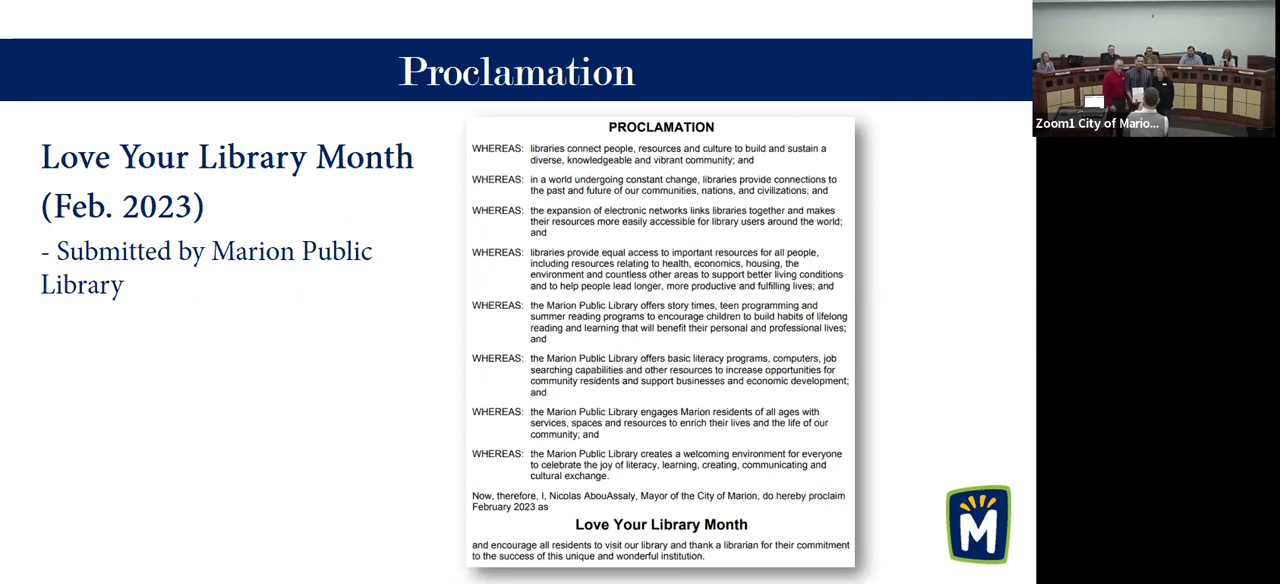 Proclamation
Love Your Library Month
(Feb. 2023)
- Submitted by Marion Public
Library
PROCLAMATION
WHEREAS: libraries connect people, resources and culture to build and sustain a
diverse, knowledgeable and vibrant community; and
WHEREAS: in a world undergoing constant change, libraries provide connections to
the past and future of our communities, nations, and civilizations; and
WHEREAS: the expansion of electronic networks links libraries together and makes
their resources more easily accessible for library users around the world;
and
WHEREAS: libraries provide equal access to important resources for all people,
including resources relating to health, economics, housing, the
environment and countless other areas to support better living conditions
and to help people lead longer, more productive and fulfilling lives; and
WHEREAS: the Marion Public Library offers story times, teen programming and
summer reading programs to encourage children to build habits of lifelong
reading and learning that will benefit their personal and professional lives;
and
WHEREAS: the Marion Public Library offers basic literacy programs, computers, job
searching capabilities and other resources to increase opportunities for
community residents and support businesses and economic development;
and
WHEREAS: the Marion Public Library engages Marion residents of all ages with
services, spaces and resources to enrich their lives and the life of our
community; and
WHEREAS: the Marion Public Library creates a welcoming environment for everyone
to celebrate the joy of literacy, learning, creating, communicating and
cultural exchange.
Now, therefore, I, Nicolas AbouAssaly, Mayor of the City of Marion, do hereby proclaim
February 2023 as
Love Your Library Month
and encourage all residents to visit our library and thank a librarian for their commitment
to the success of this unique and wonderful institution.
Zoom1 City of Mario...
M